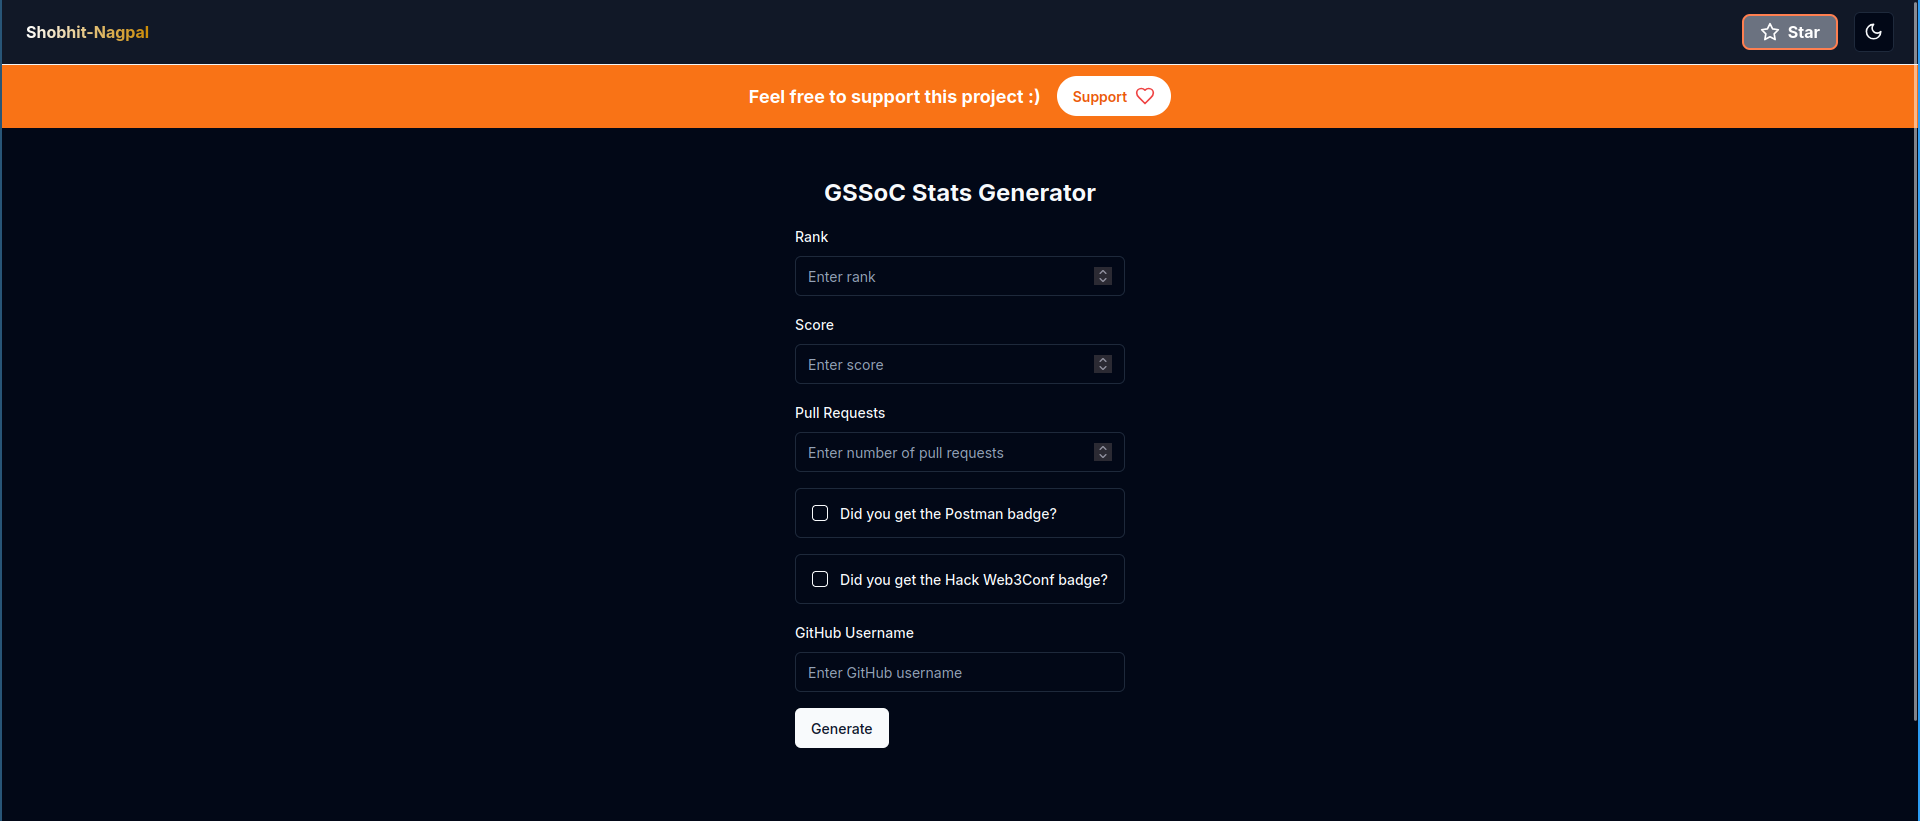 Shobhit-Nagpal
Star
Feel free to support this project :)
Support
GSSoC Stats Generator
Rank
Enter rank
Score
Enter score
Pull Requests
Enter number of pull requests
Did you get the Postman badge?
Did you get the Hack Web3Conf badge?
GitHub Username
Enter GitHub username
Generate